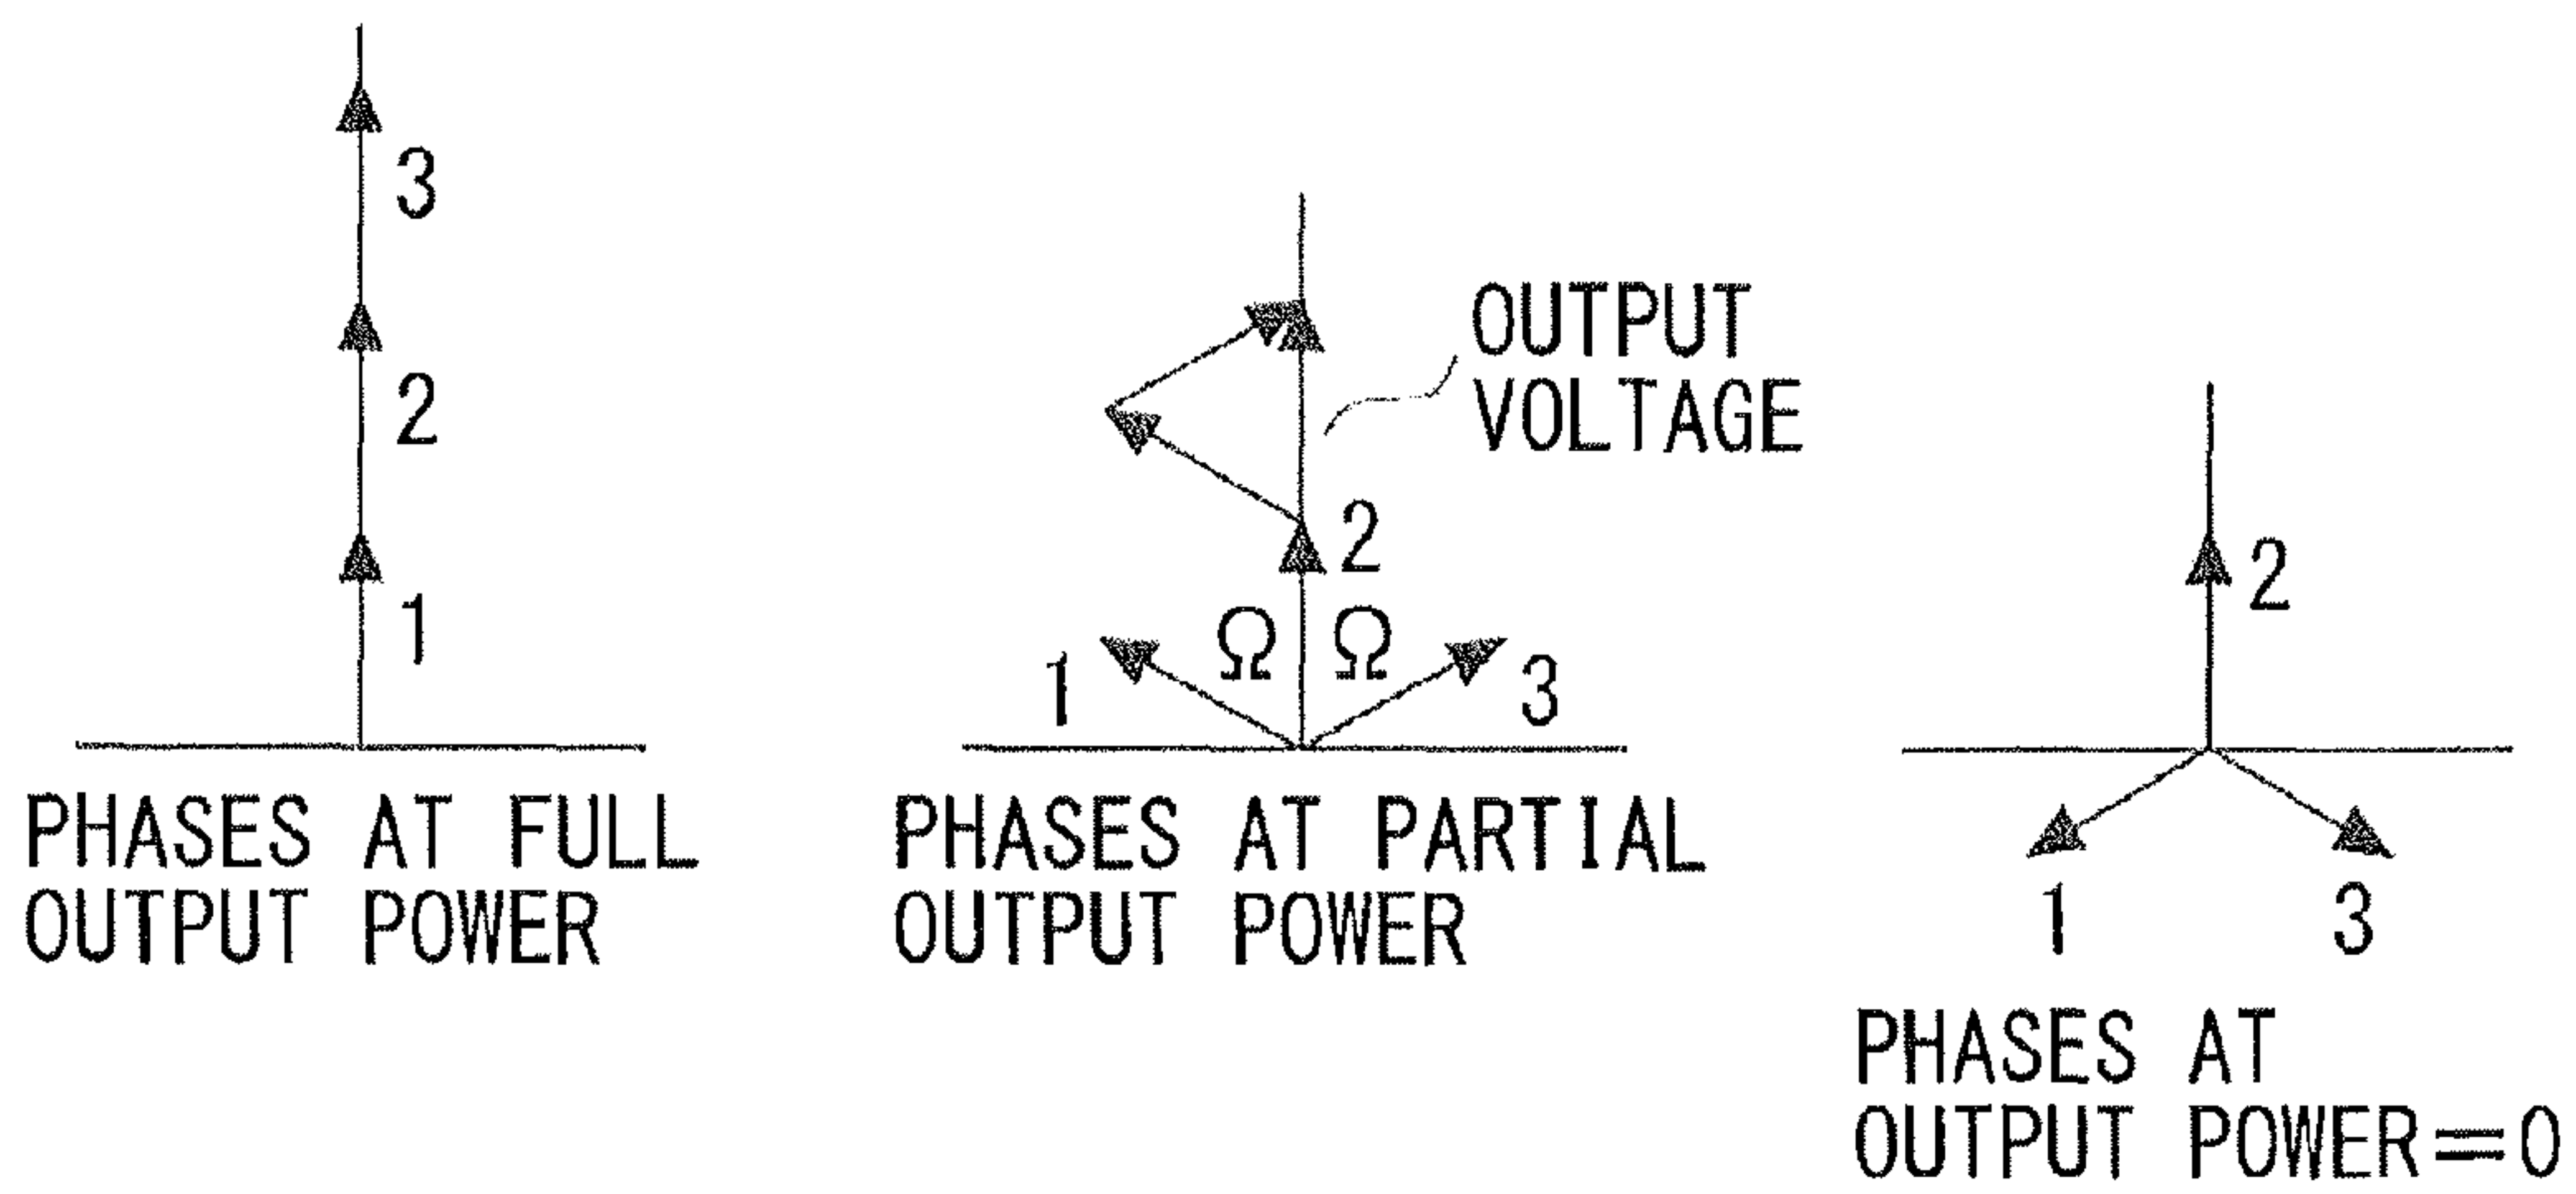 3
2
1
PHASES AT FULL
OUTPUT POWER
OUTPUT
VOLTAGE
2
Ω Ω
1
3
PHASES AT PARTIAL
OUTPUT POWER
2
1
3
PHASES AT
OUTPUT POWER=0